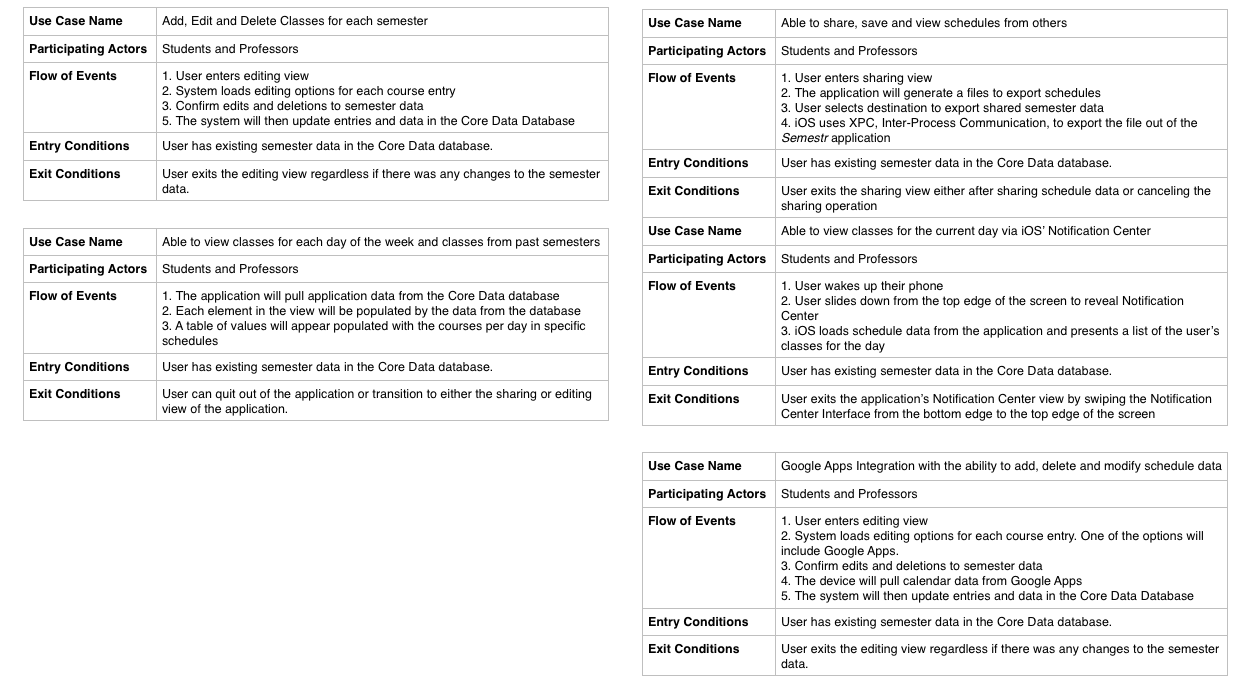 Use Case Name Add, Edit and Delete Classes for each semester
Participating Actors Students and Professors
Flow of Events 1. User enters editing view
2. System loads editing options for each course entry
3. Confirm edits and deletions to semester data
5. The system will then update entries and data in the Core Data Database
Entry Conditions User has existing semester data in the Core Data database.
Exit Conditions User exits the editing view regardless if there was any changes to the semester
data.
Use Case Name Able to view classes for each day of the week and classes from past semesters
Participating Actors Students and Professors
Flow of Events 1. The application will pull application data from the Core Data database
2. Each element in the view will be populated by the data from the database
3. A table of values will appear populated with the courses per day in specific
schedules
Entry Conditions User has existing semester data in the Core Data database.
Exit Conditions User can quit out of the application or transition to either the sharing or editing
view of the application.
Use Case Name Able to share, save and view schedules from others
Participating Actors Students and Professors
Flow of Events 1. User enters sharing view
2. The application will generate a files to export schedules
3. User selects destination to export shared semester data
4. iOS uses XPC, Inter-Process Communication, to export the file out of the
Semestr application
Entry Conditions User has existing semester data in the Core Data database.
Exit Conditions User exits the sharing view either after sharing schedule data or canceling the
sharing operation
Use Case Name Able to view classes for the current day via iOS’ Notification Center
Participating Actors Students and Professors
Flow of Events 1. User wakes up their phone
2. User slides down from the top edge of the screen to reveal Notification
Center
3. iOS loads schedule data from the application and presents a list of the user’s
classes for the day
Entry Conditions User has existing semester data in the Core Data database.
Exit Conditions User exits the application’s Notification Center view by swiping the Notification
Center Interface from the bottom edge to the top edge of the screen
Use Case Name Google Apps Integration with the ability to add, delete and modify schedule data
Participating Actors Students and Professors
Flow of Events 1. User enters editing view
2. System loads editing options for each course entry. One of the options will
include Google Apps.
3. Confirm edits and deletions to semester data
4. The device will pull calendar data from Google Apps
5. The system will then update entries and data in the Core Data Database
Entry Conditions User has existing semester data in the Core Data database.
Exit Conditions User exits the editing view regardless if there was any changes to the semester
data.